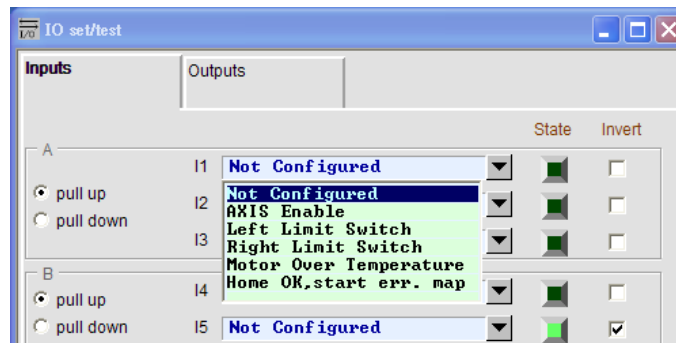 I/O IO set/test
Inputs Outputs
State Invert
A
I1 Not Configured
pull up
pull down
I2
I3
Not Configured
AXIS Enable
Left Limit Switch
Right Limit Switch
Motor Over Temperature
Home OK,start err. map
B
pull up
pull down
I4
I5 Not Configured